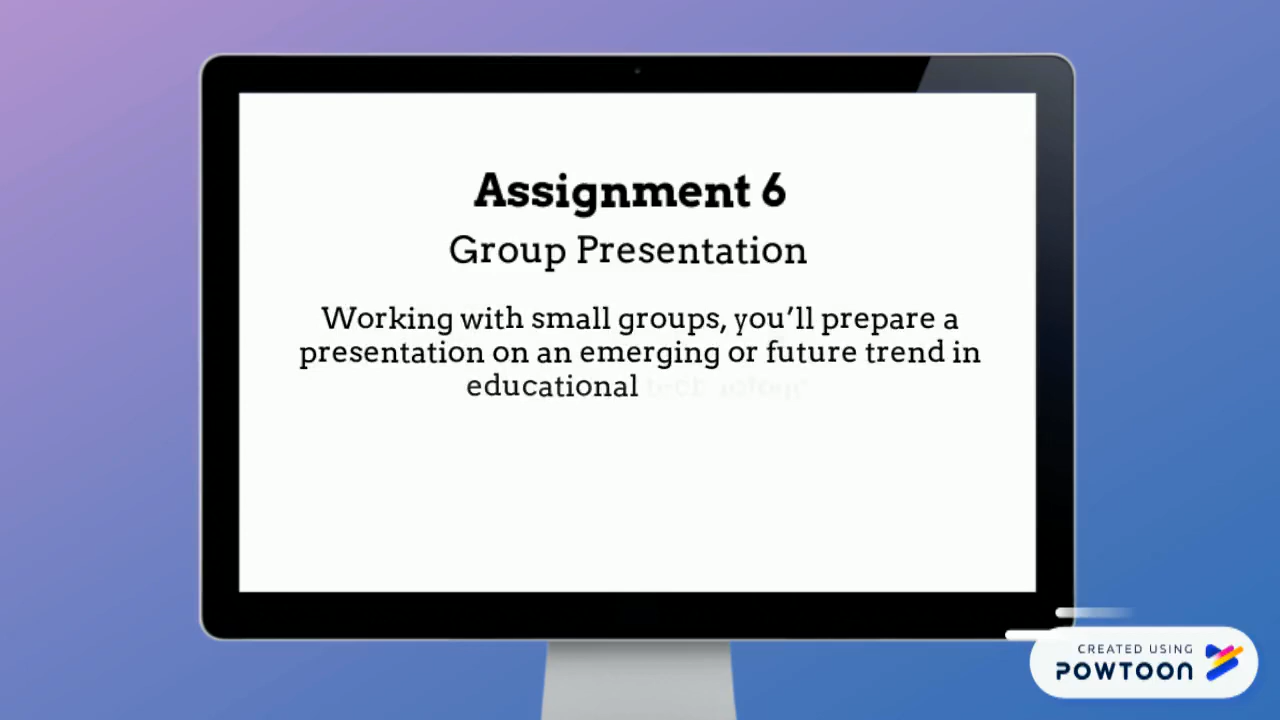 Assignment 6
Group Presentation
Working with small groups, you’ll prepare a
presentation on an emerging or future trend in
educational
CREATED USING
POWTOON